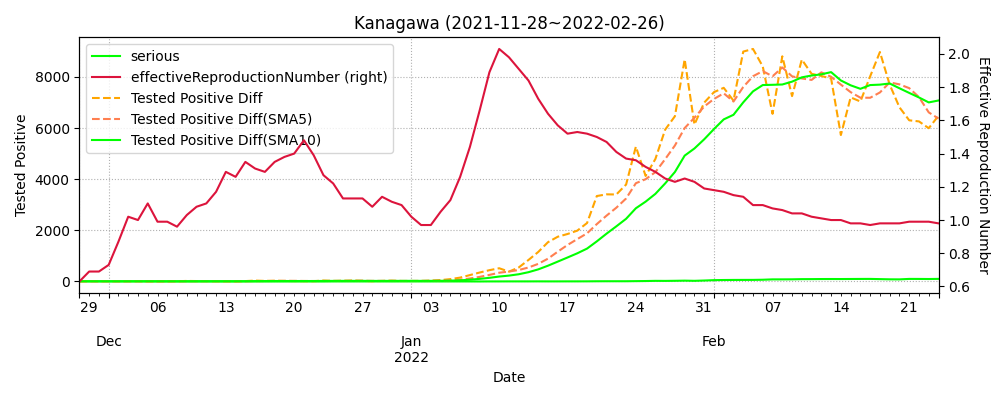 Kanagawa (2021-11-28~2022-02-26)
serious
effectiveReproductionNumber (right)
Tested Positive Diff
Tested Positive Diff(SMA5)
Tested Positive Diff(SMA10)
Tested Positive
8000
6000
4000
2000
0
Effective Reproduction Number
2.0
1.8
1.6
1.4
1.2
1.0
0.8
0.6
29 06 13 20 27 03 10 17 24 31 07 14 21
Dec Jan Feb
2022
Date